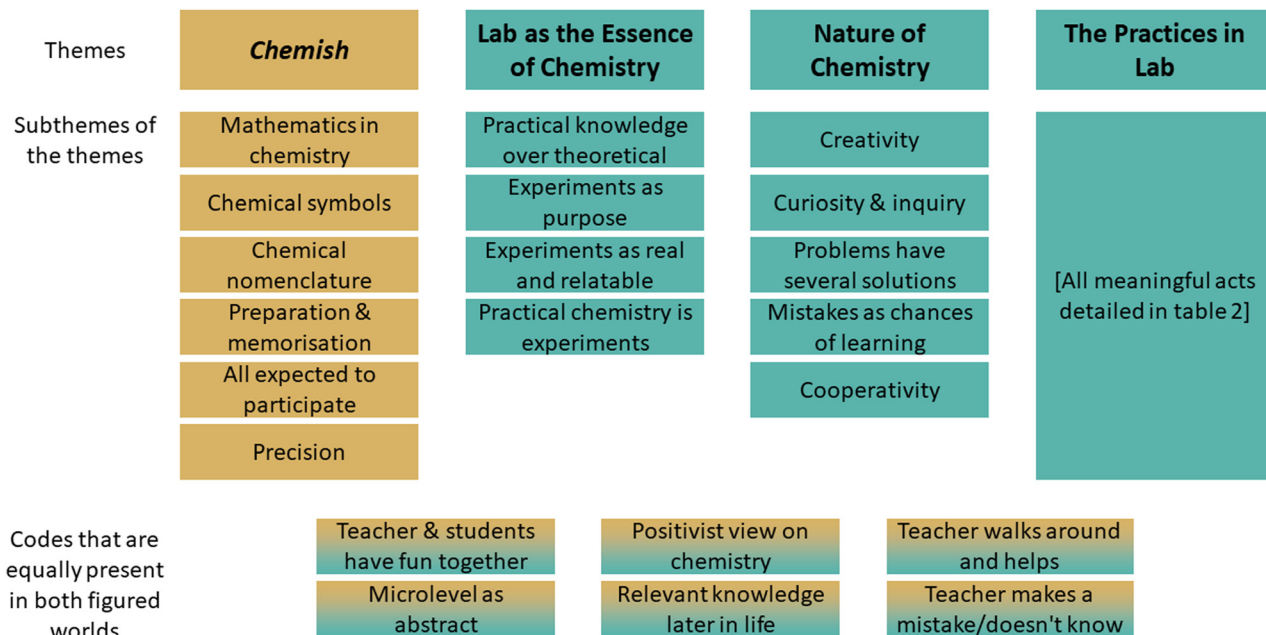 Themes
Chemish
Lab as the Essence
of Chemistry
Nature of
Chemistry
The Practices in
Lab
Subthemes of
the themes
Mathematics in
chemistry
Chemical symbols
Chemical
nomenclature
Preparation &
memorisation
All expected to
participate
Precision
Practical knowledge
over theoretical
Experiments as
purpose
Experiments as real
and relatable
Practical chemistry is
experiments
Creativity
Curiosity & inquiry
Problems have
several solutions
Mistakes as chances
of learning
Cooperativity
[All meaningful acts
detailed in table 2]
Codes that are
equally present
in both figured
worlds
Teacher & students
have fun together
Positivist view on
chemistry
Teacher walks around
and helps
Microlevel as
abstract
Relevant knowledge
later in life
Teacher makes a
mistake/doesn't know